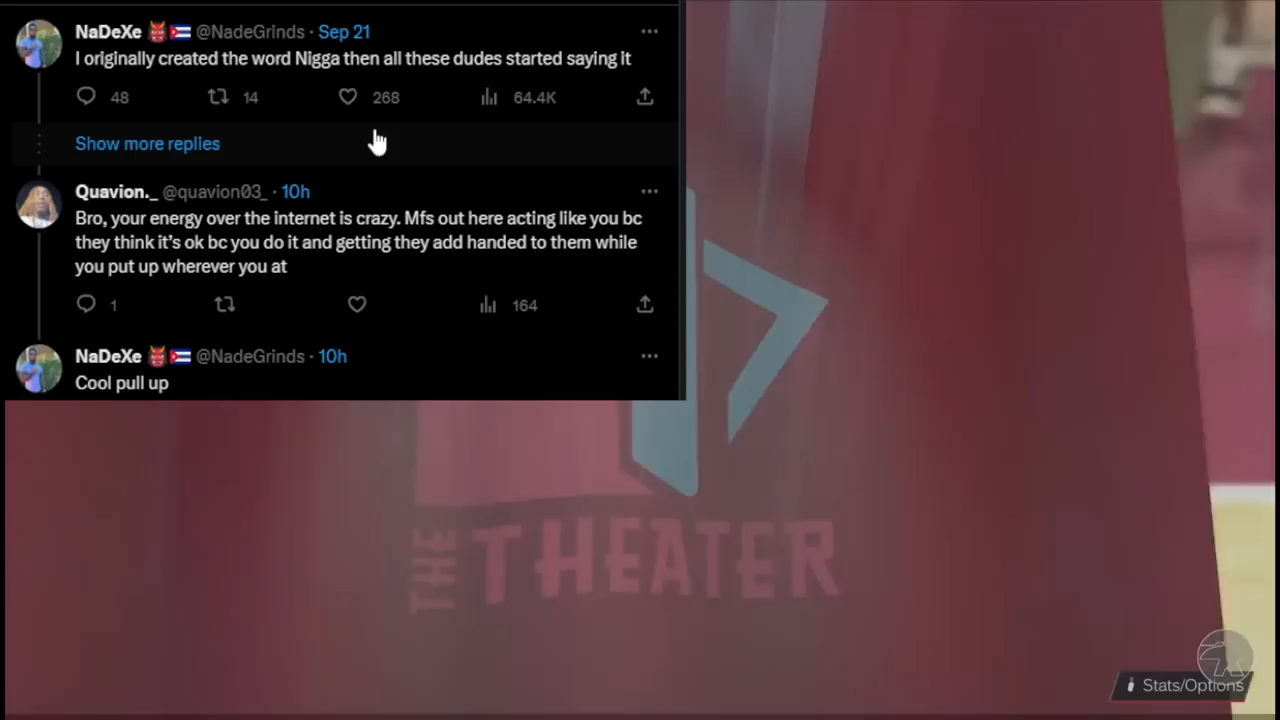 NaDeXe @NadeGrinds · Sep 21
I originally created the word Nigga then all these dudes started saying it
48 14 268 64.4K
Show more replies
Quavion._ @quavion03_ · 10h
Bro, your energy over the internet is crazy. Mfs out here acting like you bc
they think it's ok bc you do it and getting they add handed to them while
you put up wherever you at
1 164
NaDeXe @NadeGrinds · 10h
Cool pull up
THE THEATER
Stats/Options